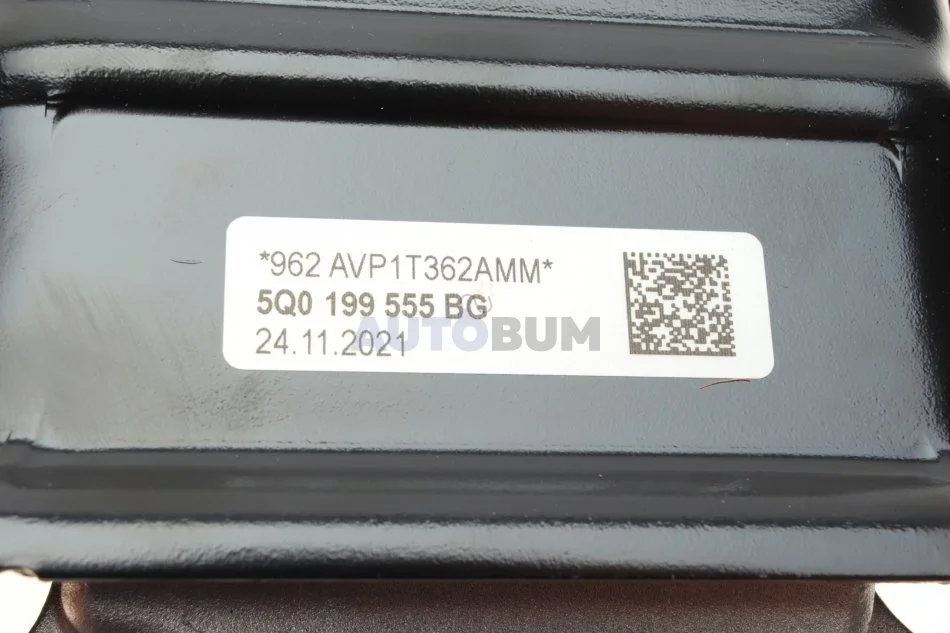 *962 AVP1T362AMM*
5Q0 199 555 BG
24.11.2021
AUTOBUM